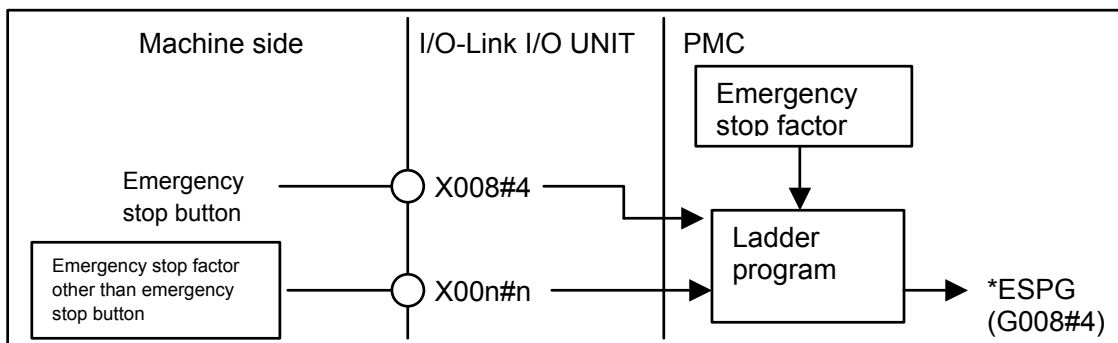 Machine side
I/O-Link I/O UNIT
PMC
Emergency
stop factor
Emergency
stop button
X008#4
Ladder
program
Emergency stop factor
other than emergency
stop button
X00n#n
*ESPG
(G008#4)